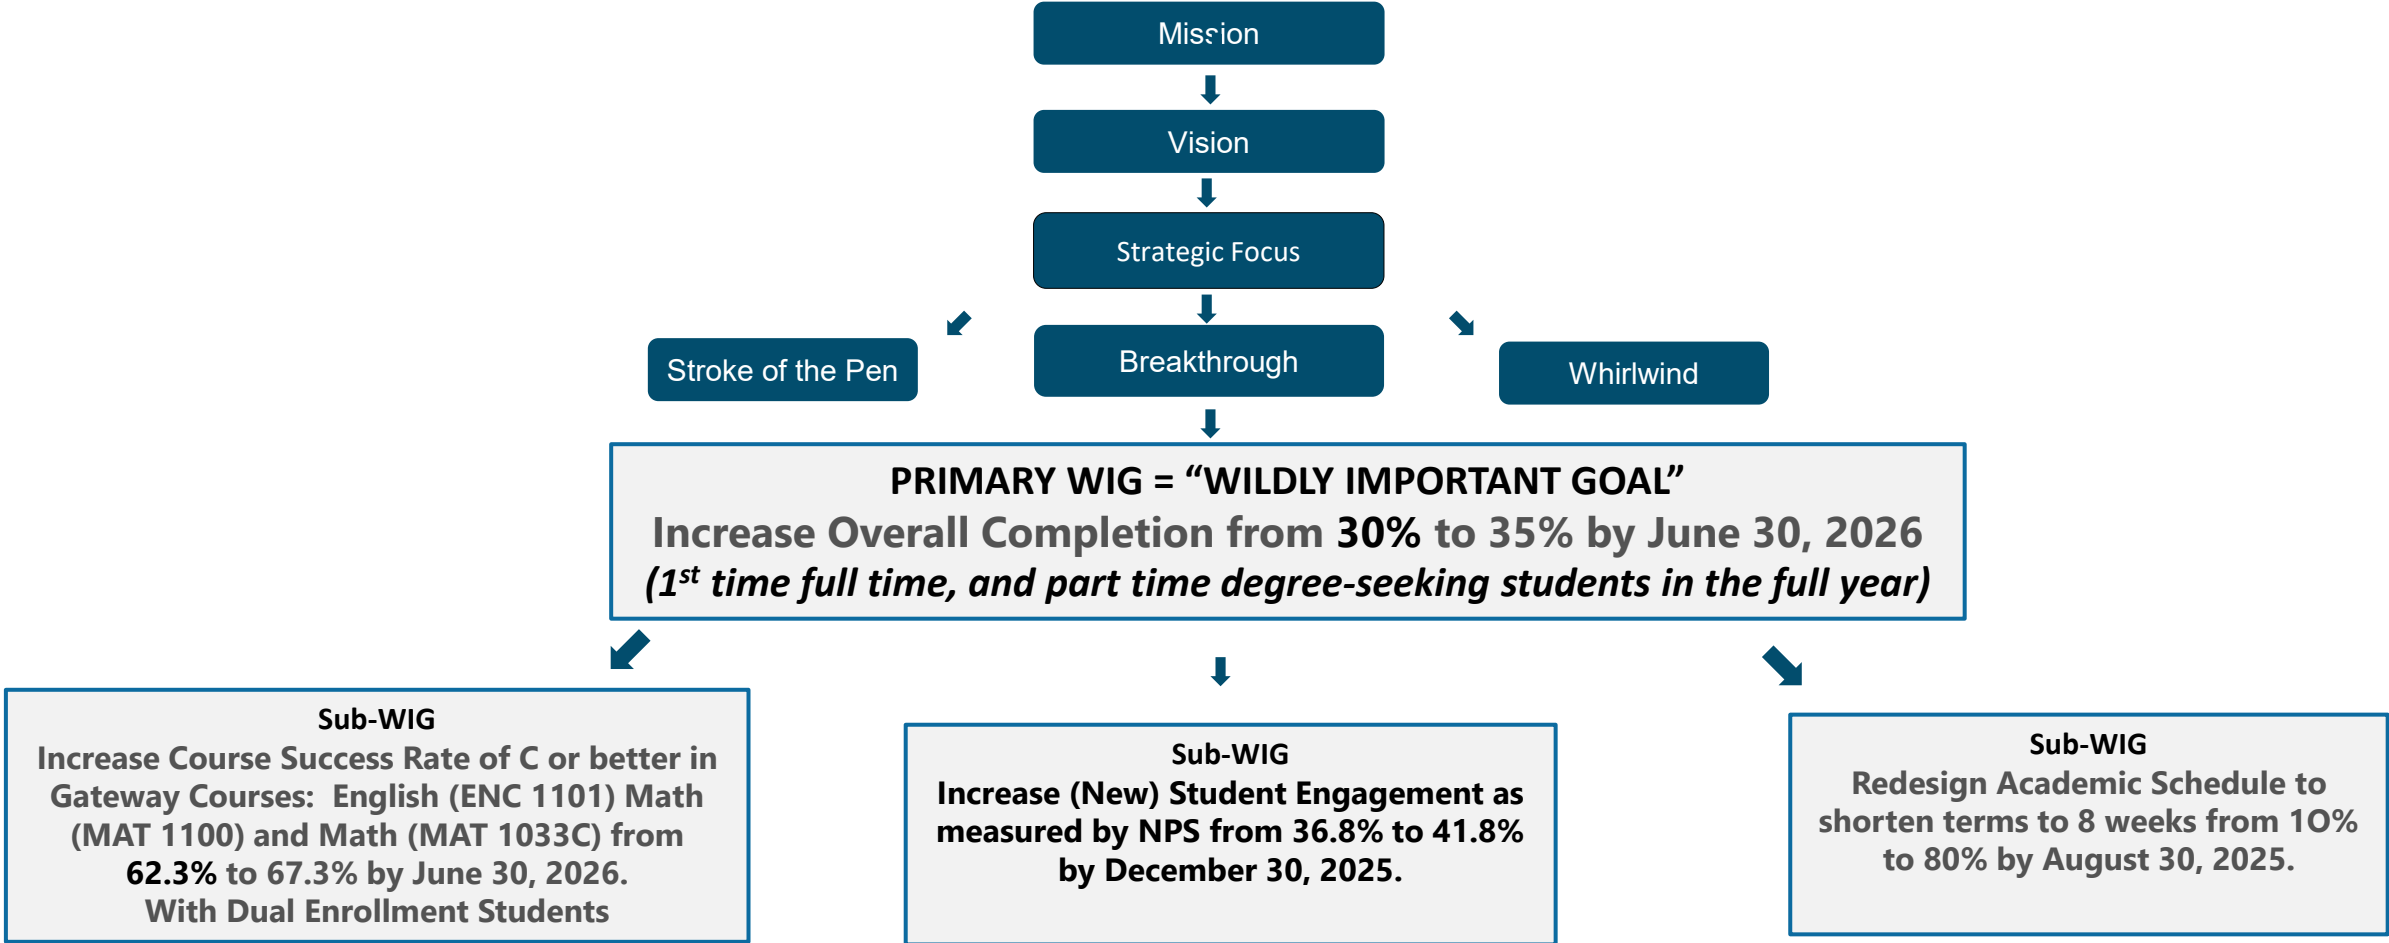 Mission
Vision
Strategic Focus
Stroke of the Pen
Breakthrough
Whirlwind
PRIMARY WIG = “WILDLY IMPORTANT GOAL”
Increase Overall Completion from 30% to 35% by June 30, 2026
(1st time full time, and part time degree-seeking students in the full year)
Sub-WIG
Increase Course Success Rate of C or better in
Gateway Courses: English (ENC 1101) Math
(MAT 1100) and Math (MAT 1033C) from
62.3% to 67.3% by June 30, 2026.
With Dual Enrollment Students
Sub-WIG
Increase (New) Student Engagement as
measured by NPS from 36.8% to 41.8%
by December 30, 2025.
Sub-WIG
Redesign Academic Schedule to
shorten terms to 8 weeks from 1O%
to 80% by August 30, 2025.